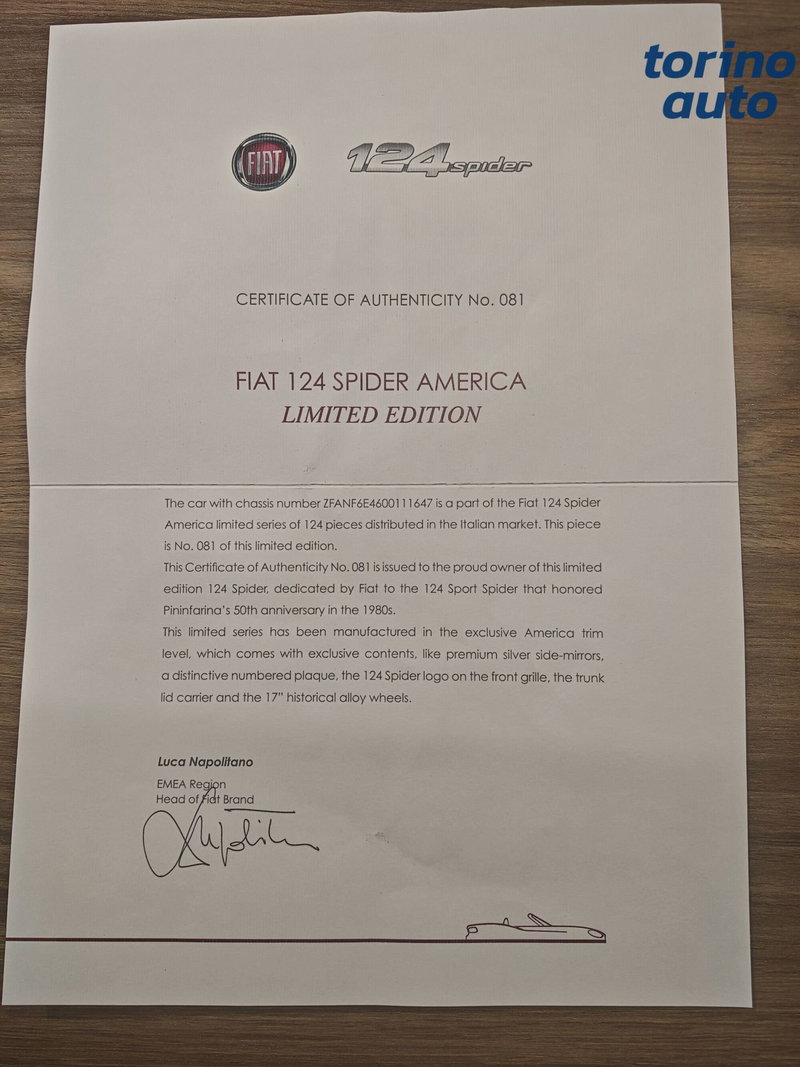 torino
auto
FIAT
124 spider
CERTIFICATE OF AUTHENTICITY No. 081
FIAT 124 SPIDER AMERICA
LIMITED EDITION
The car with chassis number ZFANF6E4600111647 is a part of the Fiat 124 Spider
America limited series of 124 pieces distributed in the Italian market. This piece
is No. 081 of this limited edition.
This Certificate of Authenticity No. 081 is issued to the proud owner of this limited
edition 124 Spider, dedicated by Fiat to the 124 Sport Spider that honored
Pininfarina's 50th anniversary in the 1980s.
This limited series has been manufactured in the exclusive America trim
level, which comes with exclusive contents, like premium silver side-mirrors,
a distinctive numbered plaque, the 124 Spider logo on the front grille, the trunk
lid carrier and the 17" historical alloy wheels.
Luca Napolitano
EMEA Region
Head of Fiat Brand